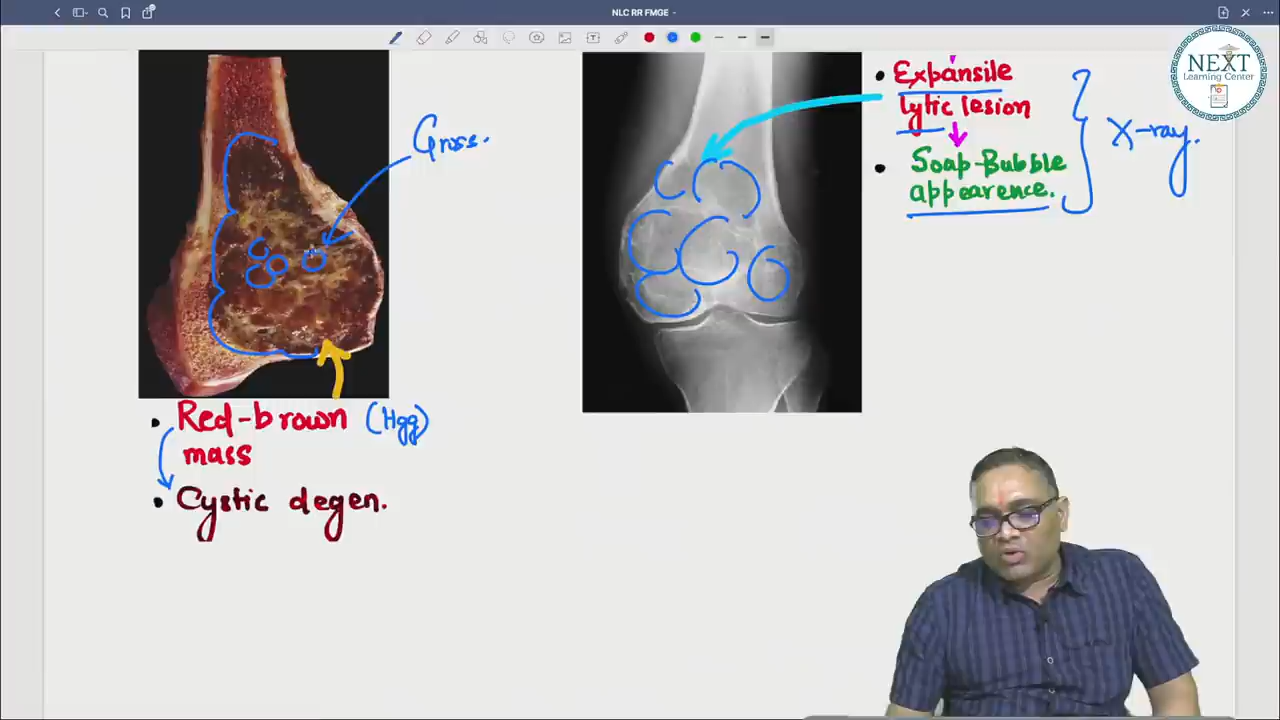 NLC RR FMGE
NEXT
Learning Center
Gross.
• Expansile
lytic lesion
• Soap-Bubble
appearence.
X-ray.
• Red-brown (Hgg)
mass
• Cystic degen.